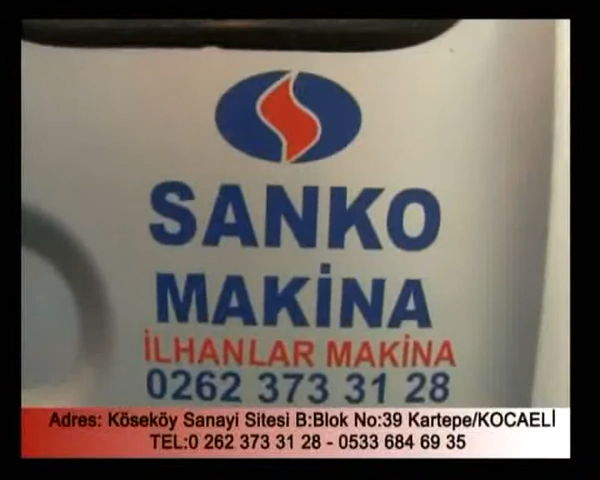 SANKO
MAKİNA
İLHANLAR MAKİNA
0262 373 31 28
Adres: Köseköy Sanayi Sitesi B:Blok No:39 Kartepe/KOCAELİ
TEL:0 262 373 31 28 - 0533 684 69 35